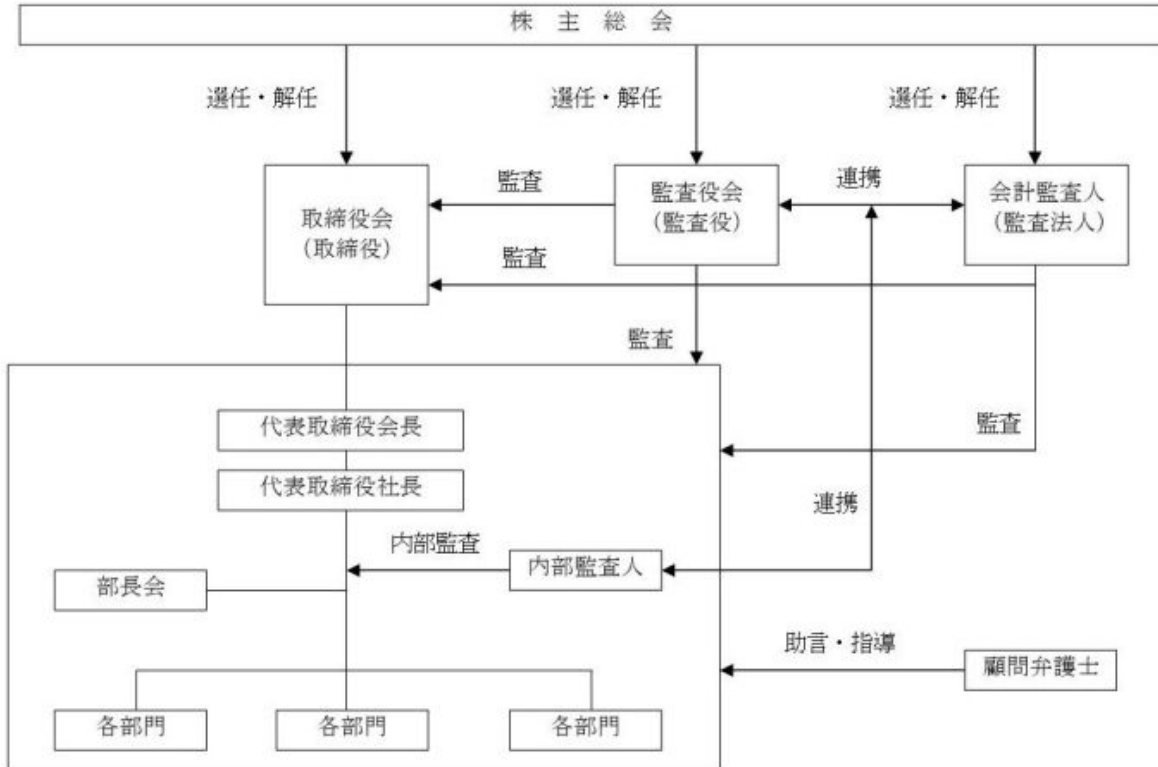 株主総会
選任・解任
選任・解任
選任・解任
取締役会
(取締役)
監査
監査役会
(監査役)
連携
会計監査人
(監査法人)
監査
監査
監査
代表取締役会長
代表取締役社長
連携
内部監査
内部監査人
部長会
助言・指導
顧問弁護士
各部門
各部門
各部門